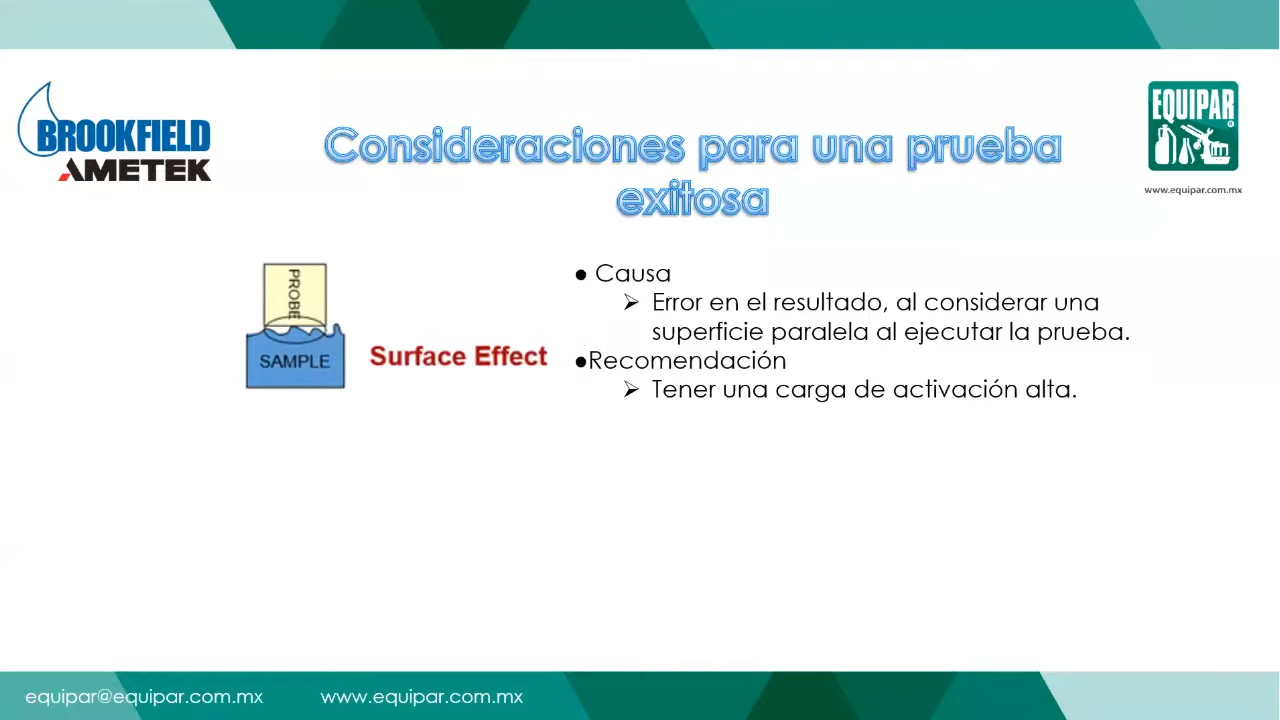 BROOKFIELD
AMETEK
Consideraciones para una prueba
exitosa
EQUIPAR
www.equipar.com.mx
PROBE
SAMPLE
Surface Effect
● Causa
➢ Error en el resultado, al considerar una
superficie paralela al ejecutar la prueba.
●Recomendación
➢ Tener una carga de activación alta.
equipar@equipar.com.mx
www.equipar.com.mx